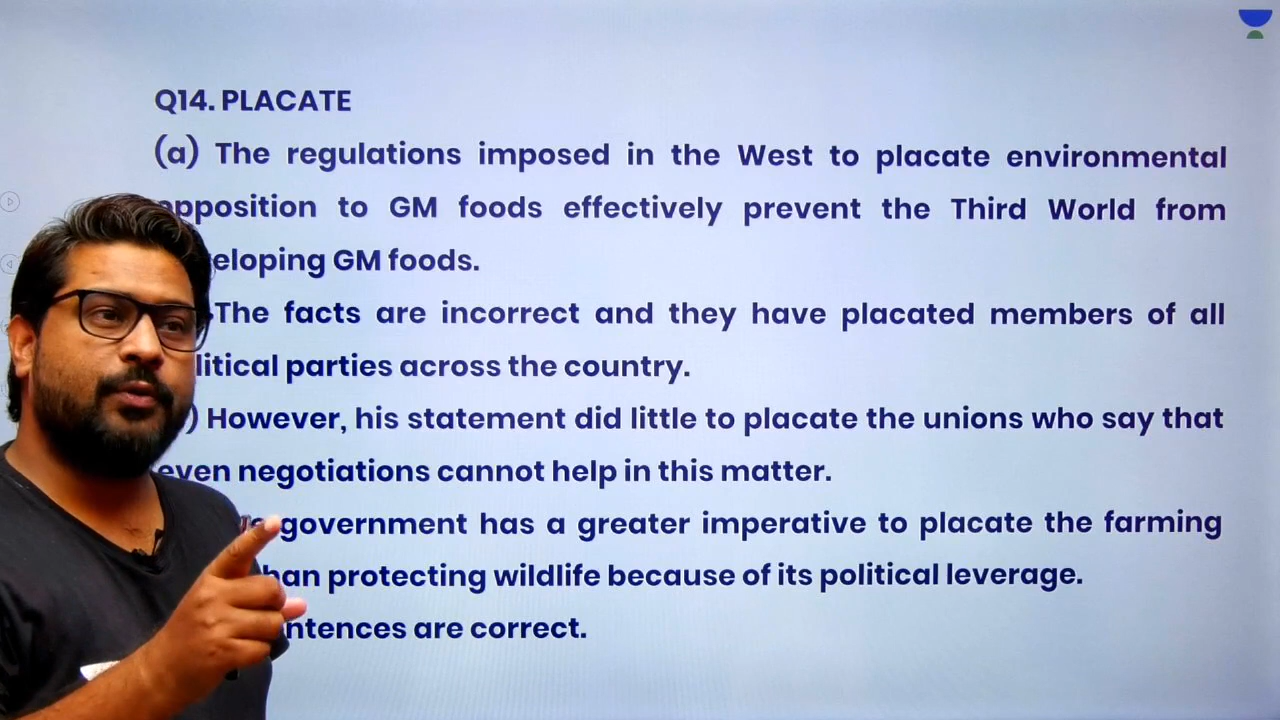 Q14. PLACATE
(a) The regulations imposed in the West to placate environmental
opposition to GM foods effectively prevent the Third World from
eloping GM foods.
The facts are incorrect and they have placated members of all
litical parties across the country.
) However, his statement did little to placate the unions who say that
even negotiations cannot help in this matter.
government has a greater imperative to placate the farming
han protecting wildlife because of its political leverage.
ntences are correct.